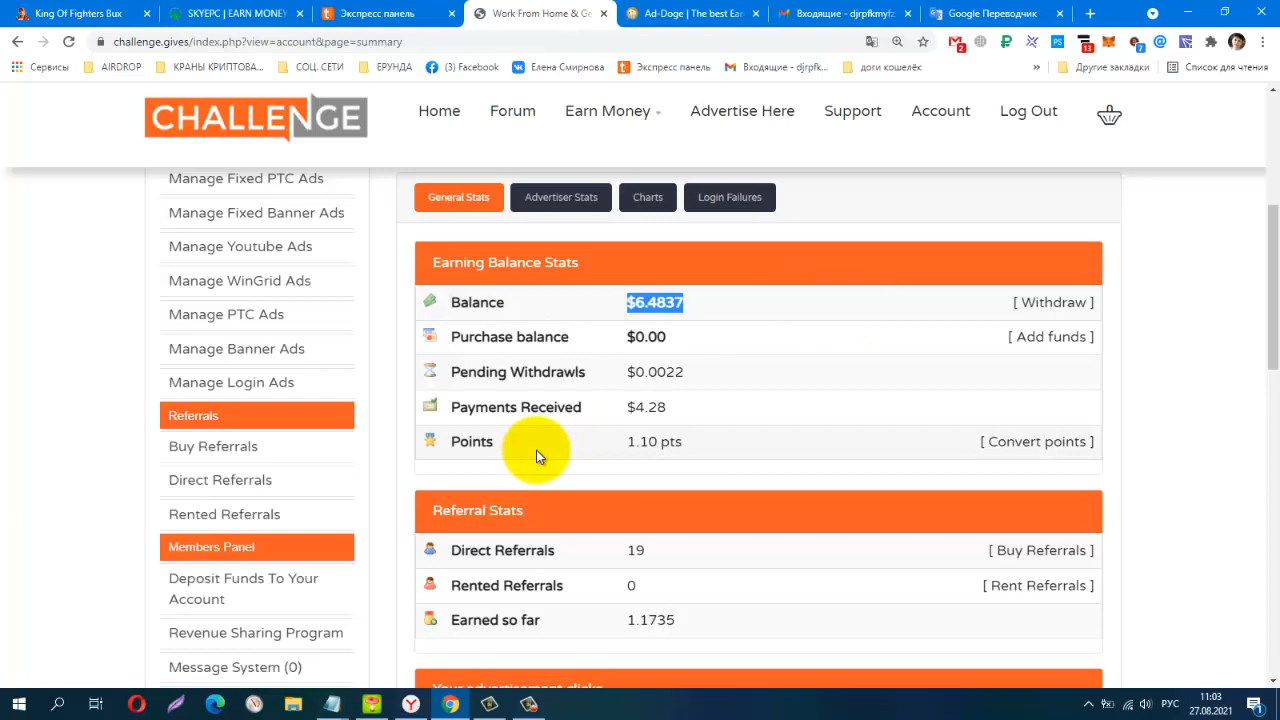 King Of Fighters Bux
SKYEPC | EARN MONEY
Экспресс панель
Work From Home & Ge
Ad-Doge | The best Ea
Входящие - djrpfkmyfz
Google Переводчик
challenge.gives/index.php?view=account&page=summary
Сервисы
AIRDROP
КРАНЫ КРИПТОВА...
СОЦ. СЕТИ
ЕРУНДА
(3) Facebook
Елена Смирнова
Экспресс панель
Входящие - djrpfk...
доги кошелёк
»
Другие закладки
Список для чтения
CHALLENGE
Home
Forum
Earn Money
Advertise Here
Support
Account
Log Out
Manage Fixed PTC Ads
Manage Fixed Banner Ads
Manage Youtube Ads
Manage WinGrid Ads
Manage PTC Ads
Manage Banner Ads
Manage Login Ads
Referrals
Buy Referrals
Direct Referrals
Rented Referrals
Members Panel
Deposit Funds To Your
Account
Revenue Sharing Program
Message System (0)
General Stats
Advertiser Stats
Charts
Login Failures
Earning Balance Stats
Balance $6.4837 [ Withdraw ]
Purchase balance $0.00 [ Add funds ]
Pending Withdrawls $0.0022
Payments Received $4.28
Points 1.10 pts [ Convert points ]
Referral Stats
Direct Referrals 19 [ Buy Referrals ]
Rented Referrals 0 [ Rent Referrals ]
Earned so far 1.1735
Your advertisement clicks
РУС
11:03
27.08.2021